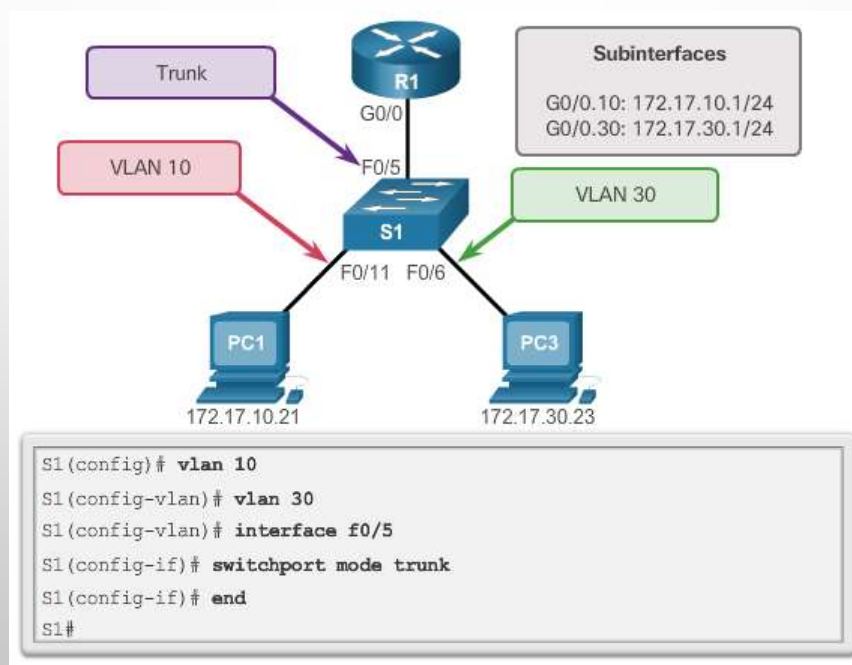 Trunk
R1
Subinterfaces
G0/0.10: 172.17.10.1/24
G0/0.30: 172.17.30.1/24
G0/0
VLAN 10
F0/5
VLAN 30
S1
F0/11 F0/6
PC1
PC3
172.17.10.21
172.17.30.23
S1(config)# vlan 10
S1(config-vlan)# vlan 30
S1(config-vlan)# interface f0/5
S1(config-if)# switchport mode trunk
S1(config-if)# end
S1#